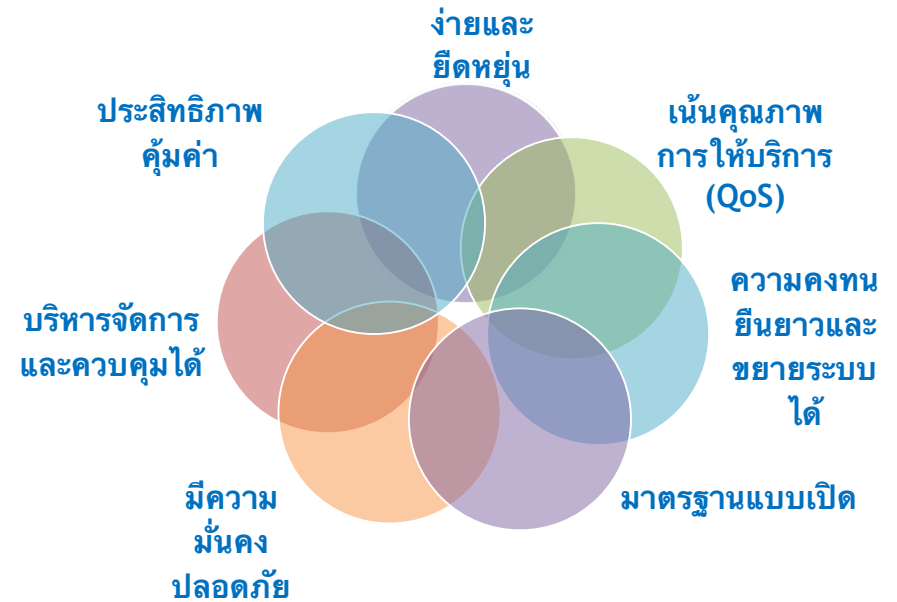 ง่ายและ
ยืดหยุ่น
เน้นคุณภาพ
การให้บริการ
(QoS)
ความคงทน
ยืนยาวและ
ขยายระบบ
ได้
มาตรฐานแบบเปิด
มีความ
มั่นคง
ปลอดภัย
บริหารจัดการ
และควบคุมได้
ประสิทธิภาพ
คุ้มค่า